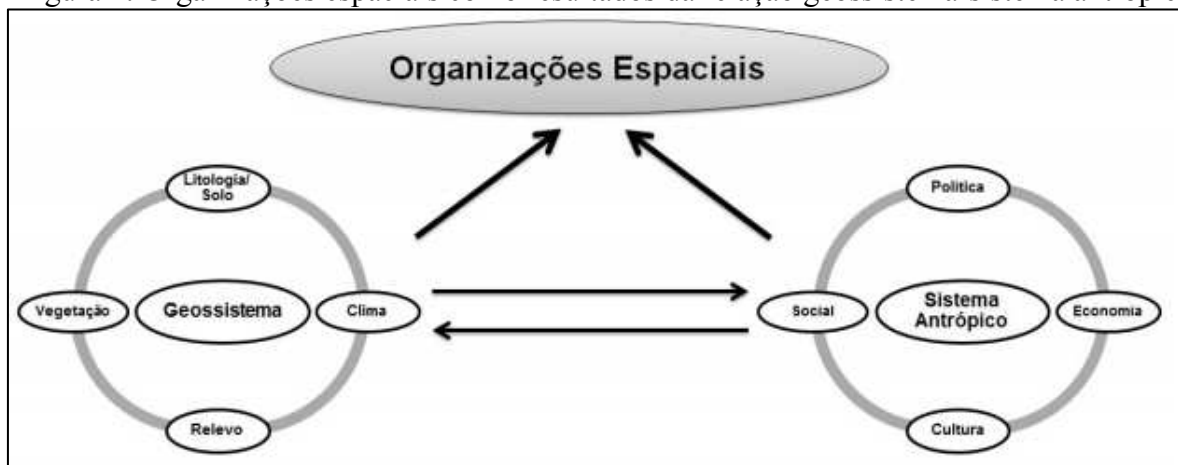 Organizações Espaciais
Litologia/
Solo
Vegetação
Geossistema
Clima
Relevo
Política
Social
Sistema
Antrópico
Economia
Cultura